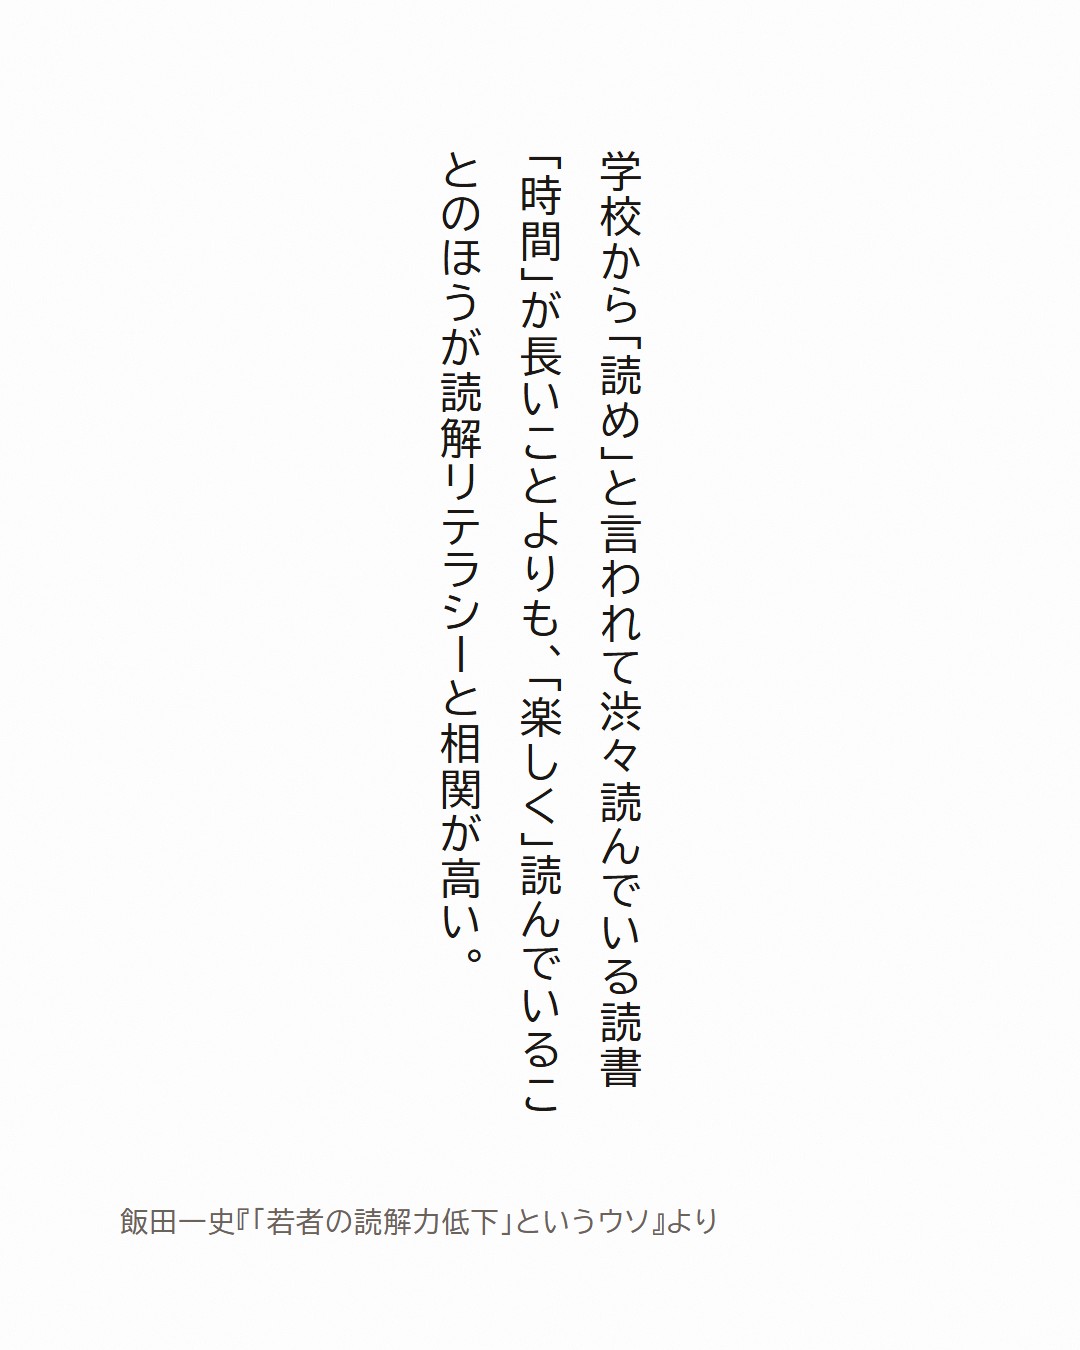 学校から「読め」と言われて渋々読んでいる読書
「時間」が長いことよりも、「楽しく」読んでいるこ
とのほうが読解リテラシーと相関が高い。
飯田一史『「若者の読解力低下」というウソ』より